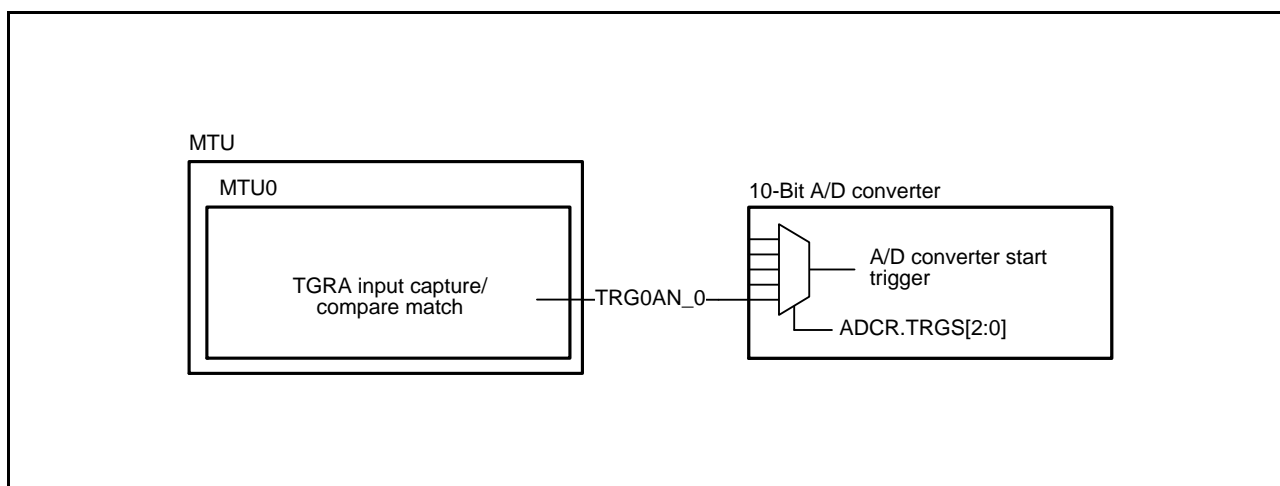 MTU
MTU0
TGRA input capture/
compare match
TRG0AN_0
10-Bit A/D converter
A/D converter start
trigger
ADCR.TRGS[2:0]